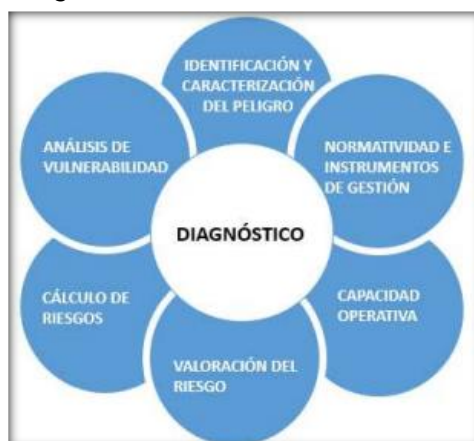 IDENTIFICACIÓN Y
CARACTERIZACIÓN
DEL PELIGRO
NORMATIVIDAD E
INSTRUMENTOS
DE GESTIÓN
CAPACIDAD
OPERATIVA
VALORACIÓN DEL
RIESGO
CÁLCULO DE
RIESGOS
ANÁLISIS DE
VULNERABILIDAD
DIAGNÓSTICO